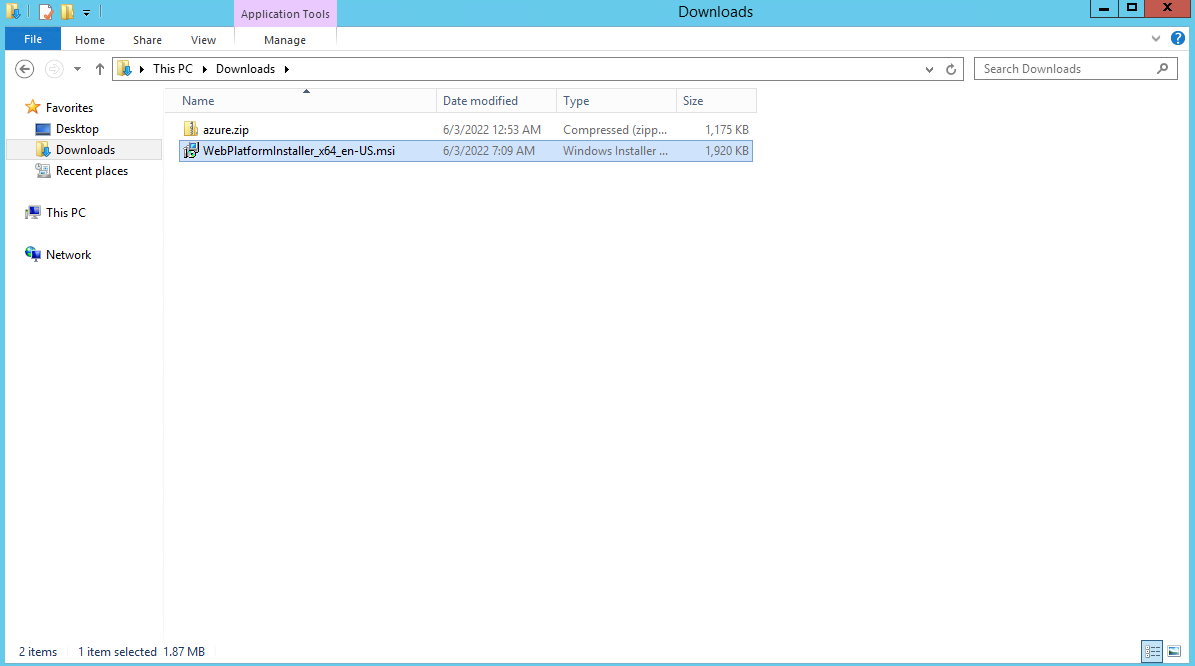 Application Tools
Downloads
File Home Share View Manage
This PC Downloads
Search Downloads
Name Date modified Type Size
Favorites
Desktop
Downloads
Recent places
This PC
Network
azure.zip 6/3/2022 12:53 AM Compressed (zipp... 1,175 KB
WebPlatformInstaller_x64_en-US.msi 6/3/2022 7:09 AM Windows Installer ... 1,920 KB
2 items 1 item selected 1.87 MB